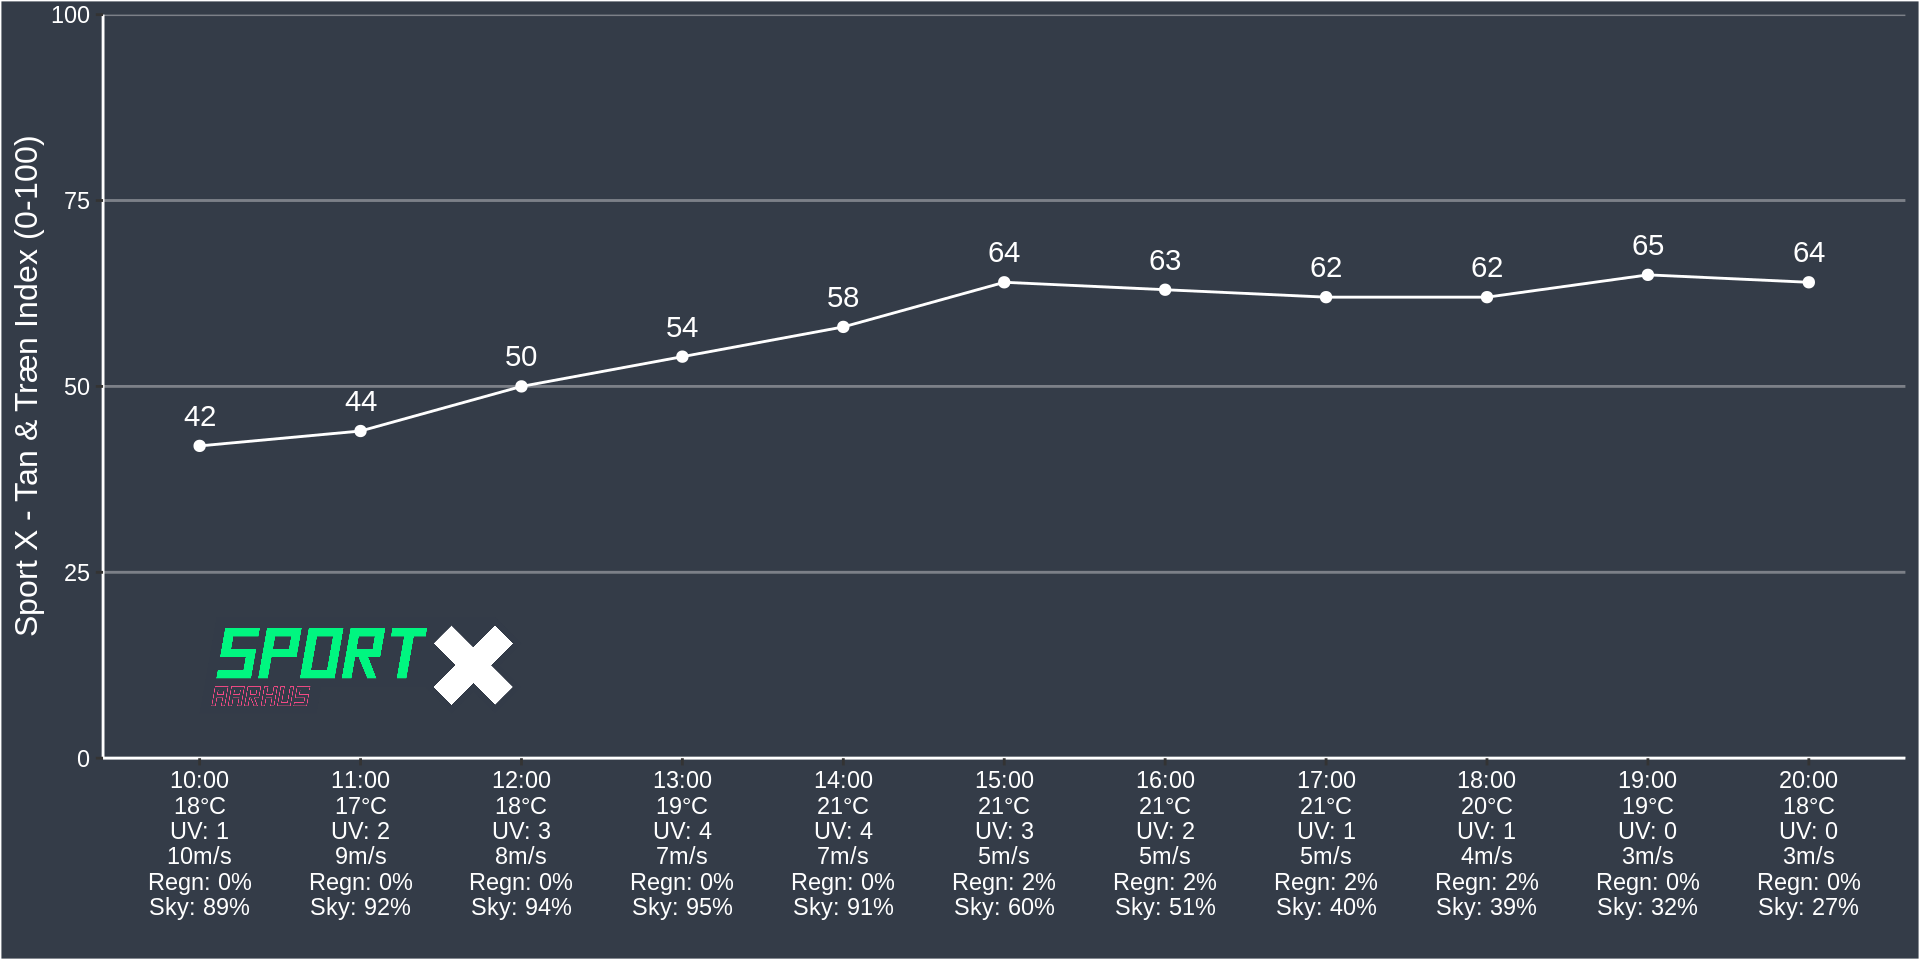 Sport X - Tan & Træn Index (0-100)
100
75
50
25
0
42
44
50
54
58
64
63
62
62
65
64
SPORT X
AARHUS
10:00 11:00 12:00 13:00 14:00 15:00 16:00 17:00 18:00 19:00 20:00
18°C 17°C 18°C 19°C 21°C 21°C 21°C 21°C 20°C 19°C 18°C
UV: 1 UV: 2 UV: 3 UV: 4 UV: 4 UV: 3 UV: 2 UV: 1 UV: 1 UV: 0 UV: 0
10m/s 9m/s 8m/s 7m/s 7m/s 5m/s 5m/s 5m/s 4m/s 3m/s 3m/s
Regn: 0% Regn: 0% Regn: 0% Regn: 0% Regn: 0% Regn: 2% Regn: 2% Regn: 2% Regn: 2% Regn: 0% Regn: 0%
Sky: 89% Sky: 92% Sky: 94% Sky: 95% Sky: 91% Sky: 60% Sky: 51% Sky: 40% Sky: 39% Sky: 32% Sky: 27%